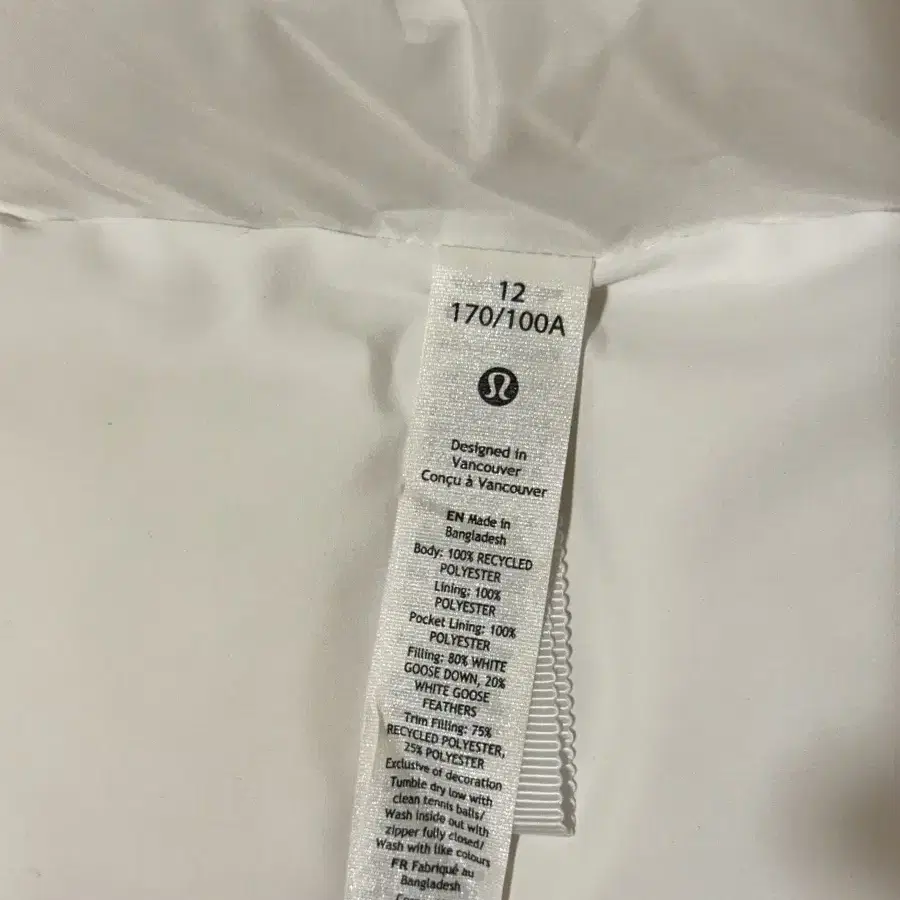 12
170/100A
Designed in
Vancouver
Conçu à Vancouver
EN Made in
Bangladesh
Body: 100% RECYCLED
POLYESTER
Lining: 100%
POLYESTER
Pocket Lining: 100%
POLYESTER
Filling: 80% WHITE
GOOSE DOWN, 20%
WHITE GOOSE
FEATHERS
Trim Filling: 75%
RECYCLED POLYESTER,
25% POLYESTER
Exclusive of decoration
Tumble dry low with
clean tennis balls/
Wash inside out with
zipper fully closed/
Wash with like colours
FR Fabriqué au
Bangladesh